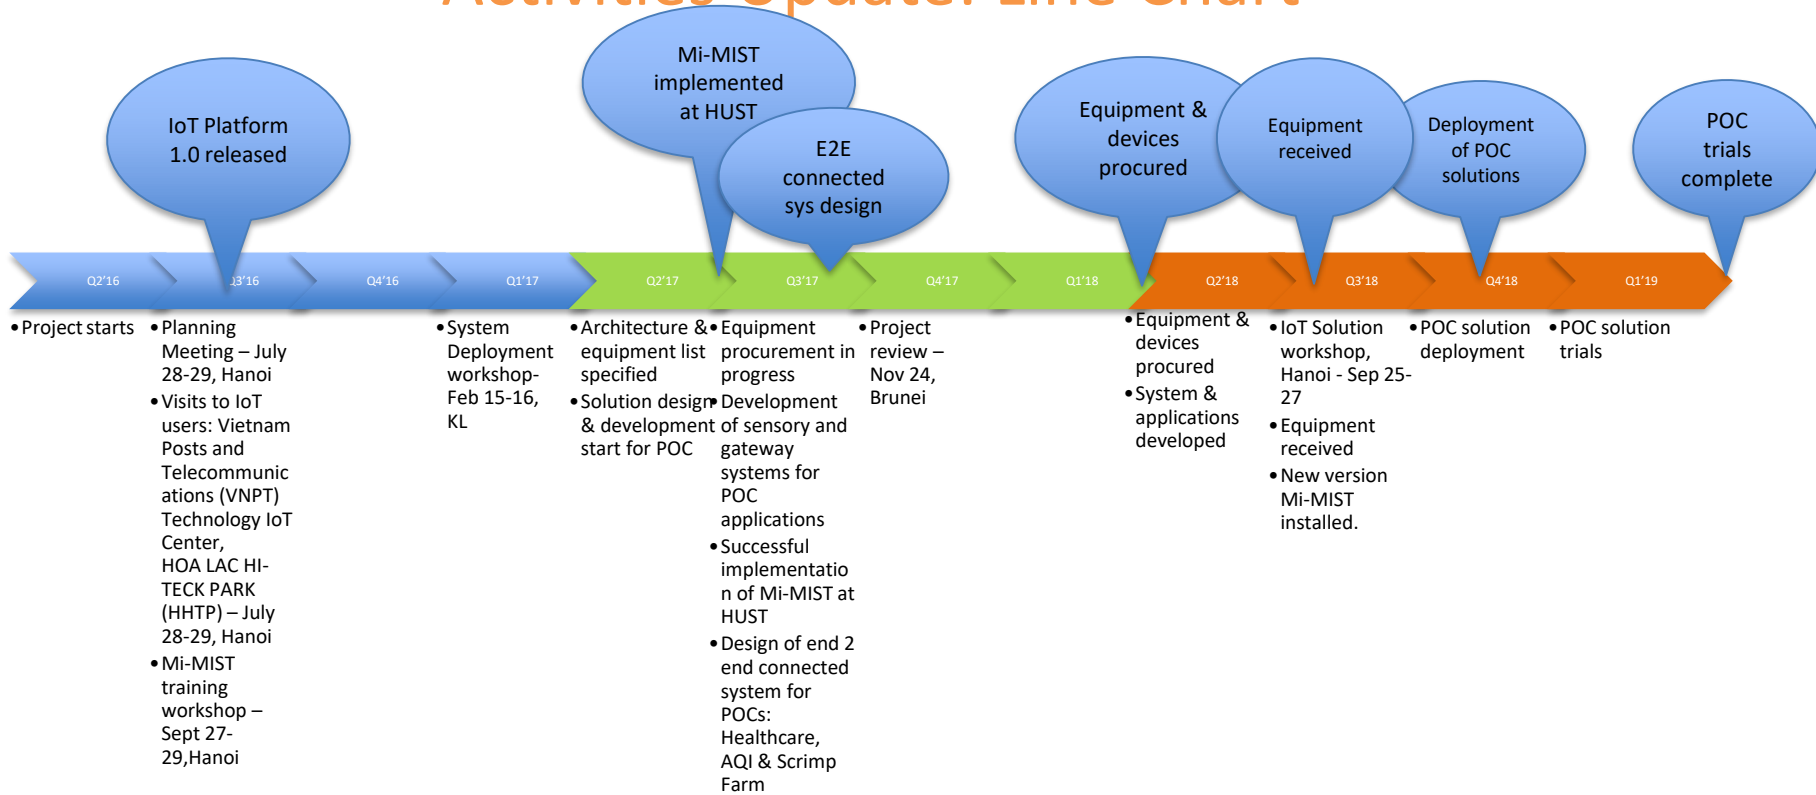 Activities Update: Line Chart
Mi-MIST
implemented
at HUST
IoT Platform
1.0 released
E2E
connected
sys design
Equipment &
devices
procured
Equipment
received
Deployment
of POC
solutions
POC
trials
complete
Q2’16
Q3’16
Q4’16
Q1’17
Q2’17
Q3’17
Q4’17
Q1’18
Q2’18
Q3’18
Q4’18
Q1’19
•Project starts
•Planning
Meeting – July
28-29, Hanoi
•Visits to IoT
users: Vietnam
Posts and
Telecommunic
ations (VNPT)
Technology IoT
Center,
HOA LAC HI-
TECK PARK
(HHTP) – July
28-29, Hanoi
•Mi-MIST
training
workshop –
Sept 27-
29,Hanoi
•System
Deployment
workshop-
Feb 15-16,
KL
•Architecture &
equipment list
specified
•Solution design
& development
start for POC
•Equipment
procurement in
progress
•Development
of sensory and
gateway
systems for
POC
applications
•Successful
implementatio
n of Mi-MIST at
HUST
•Design of end 2
end connected
system for
POCs:
Healthcare,
AQI & Scrimp
Farm
•Project
review –
Nov 24,
Brunei
•Equipment &
devices
procured
•System &
applications
developed
•IoT Solution
workshop,
Hanoi - Sep 25-
27
•Equipment
received
•New version
Mi-MIST
installed.
•POC solution
deployment
•POC solution
trials